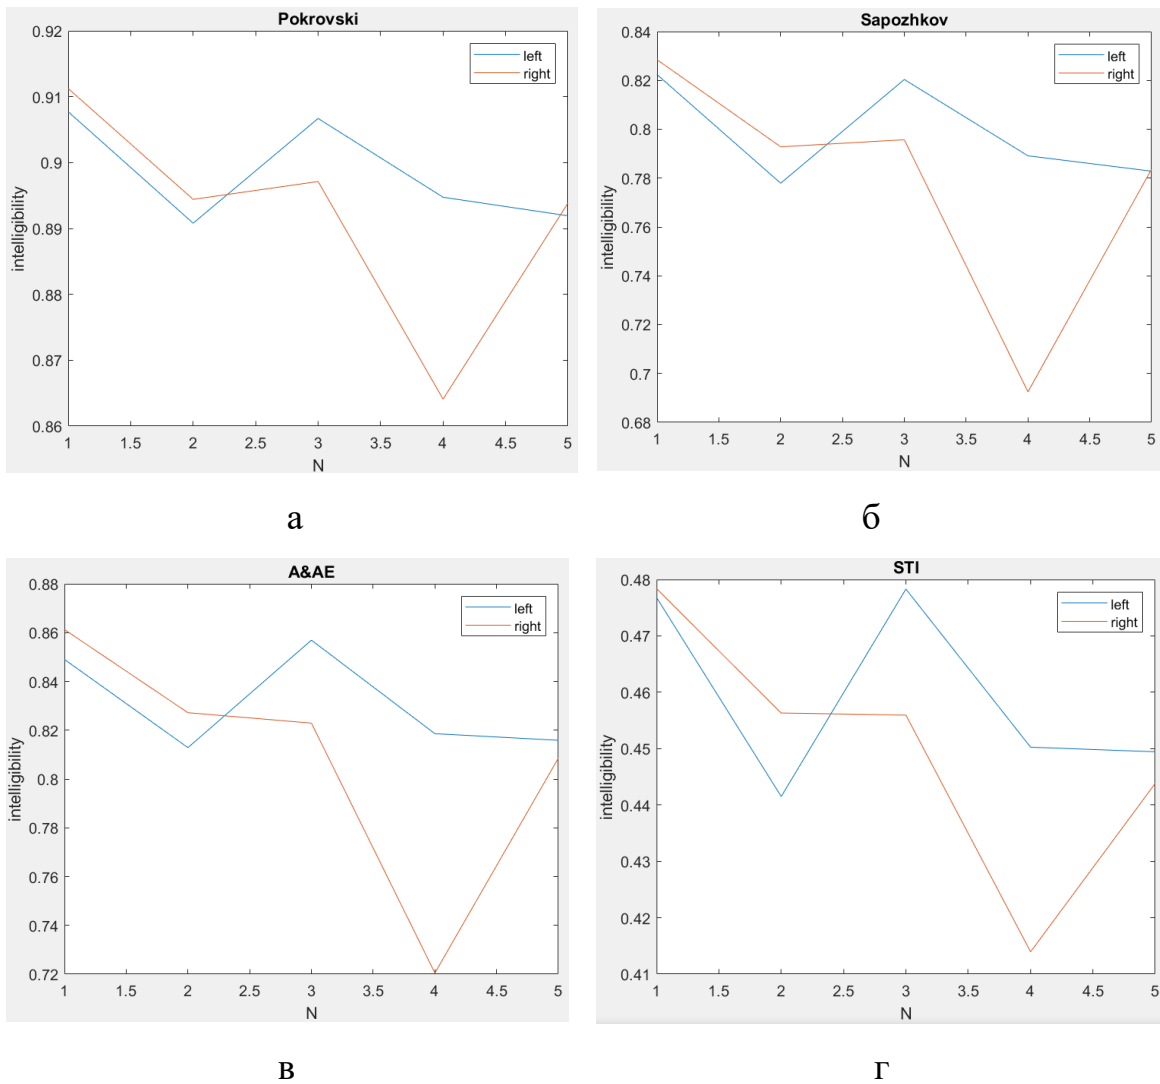 Pokrovski
0.92
0.91
0.9
0.89
0.88
0.87
0.86
intelligibility
left
right
1 1.5 2 2.5 3 3.5 4 4.5 5
N
а
Sapozhkov
0.84
0.82
0.8
0.78
0.76
0.74
0.72
0.7
0.68
intelligibility
left
right
1 1.5 2 2.5 3 3.5 4 4.5 5
N
б
A&AE
0.88
0.86
0.84
0.82
0.8
0.78
0.76
0.74
0.72
intelligibility
left
right
1 1.5 2 2.5 3 3.5 4 4.5 5
N
в
STI
0.48
0.47
0.46
0.45
0.44
0.43
0.42
0.41
intelligibility
left
right
1 1.5 2 2.5 3 3.5 4 4.5 5
N
г